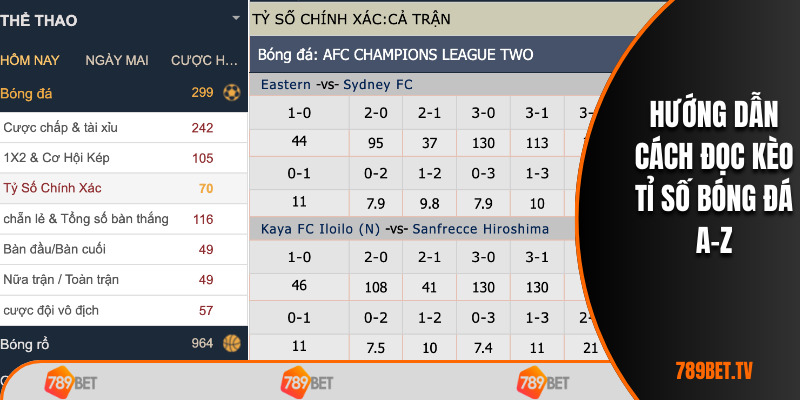 THỂ THAO
HÔM NAY NGÀY MAI CƯỢC H...
Bóng đá 299
Cược chấp & tài xỉu 242
1X2 & Cơ Hội Kép 105
Tỷ Số Chính Xác 70
chẵn lẻ & Tổng số bàn thắng 116
Bàn đầu/Bàn cuối 49
Nữa trận / Toàn trận 49
cược đội vô địch 57
Bóng rổ 964
TỶ SỐ CHÍNH XÁC:CẢ TRẬN
Bóng đá: AFC CHAMPIONS LEAGUE TWO
Eastern -vs- Sydney FC
1-0 2-0 2-1 3-0 3-1 3-
44 95 37 130 113
0-1 0-2 1-2 0-3 1-3
11 7.9 9.8 7.9 10
Kaya FC Iloilo (N) -vs- Sanfrecce Hiroshima
1-0 2-0 2-1 3-0 3-1
46 108 41 130 130
0-1 0-2 1-2 0-3 1-3 2-
11 7.5 10 7.4 11 21
HƯỚNG DẪN
CÁCH ĐỌC KÈO
TỈ SỐ BÓNG ĐÁ
A-Z
789BET.TV
789BET 789BET 789BET